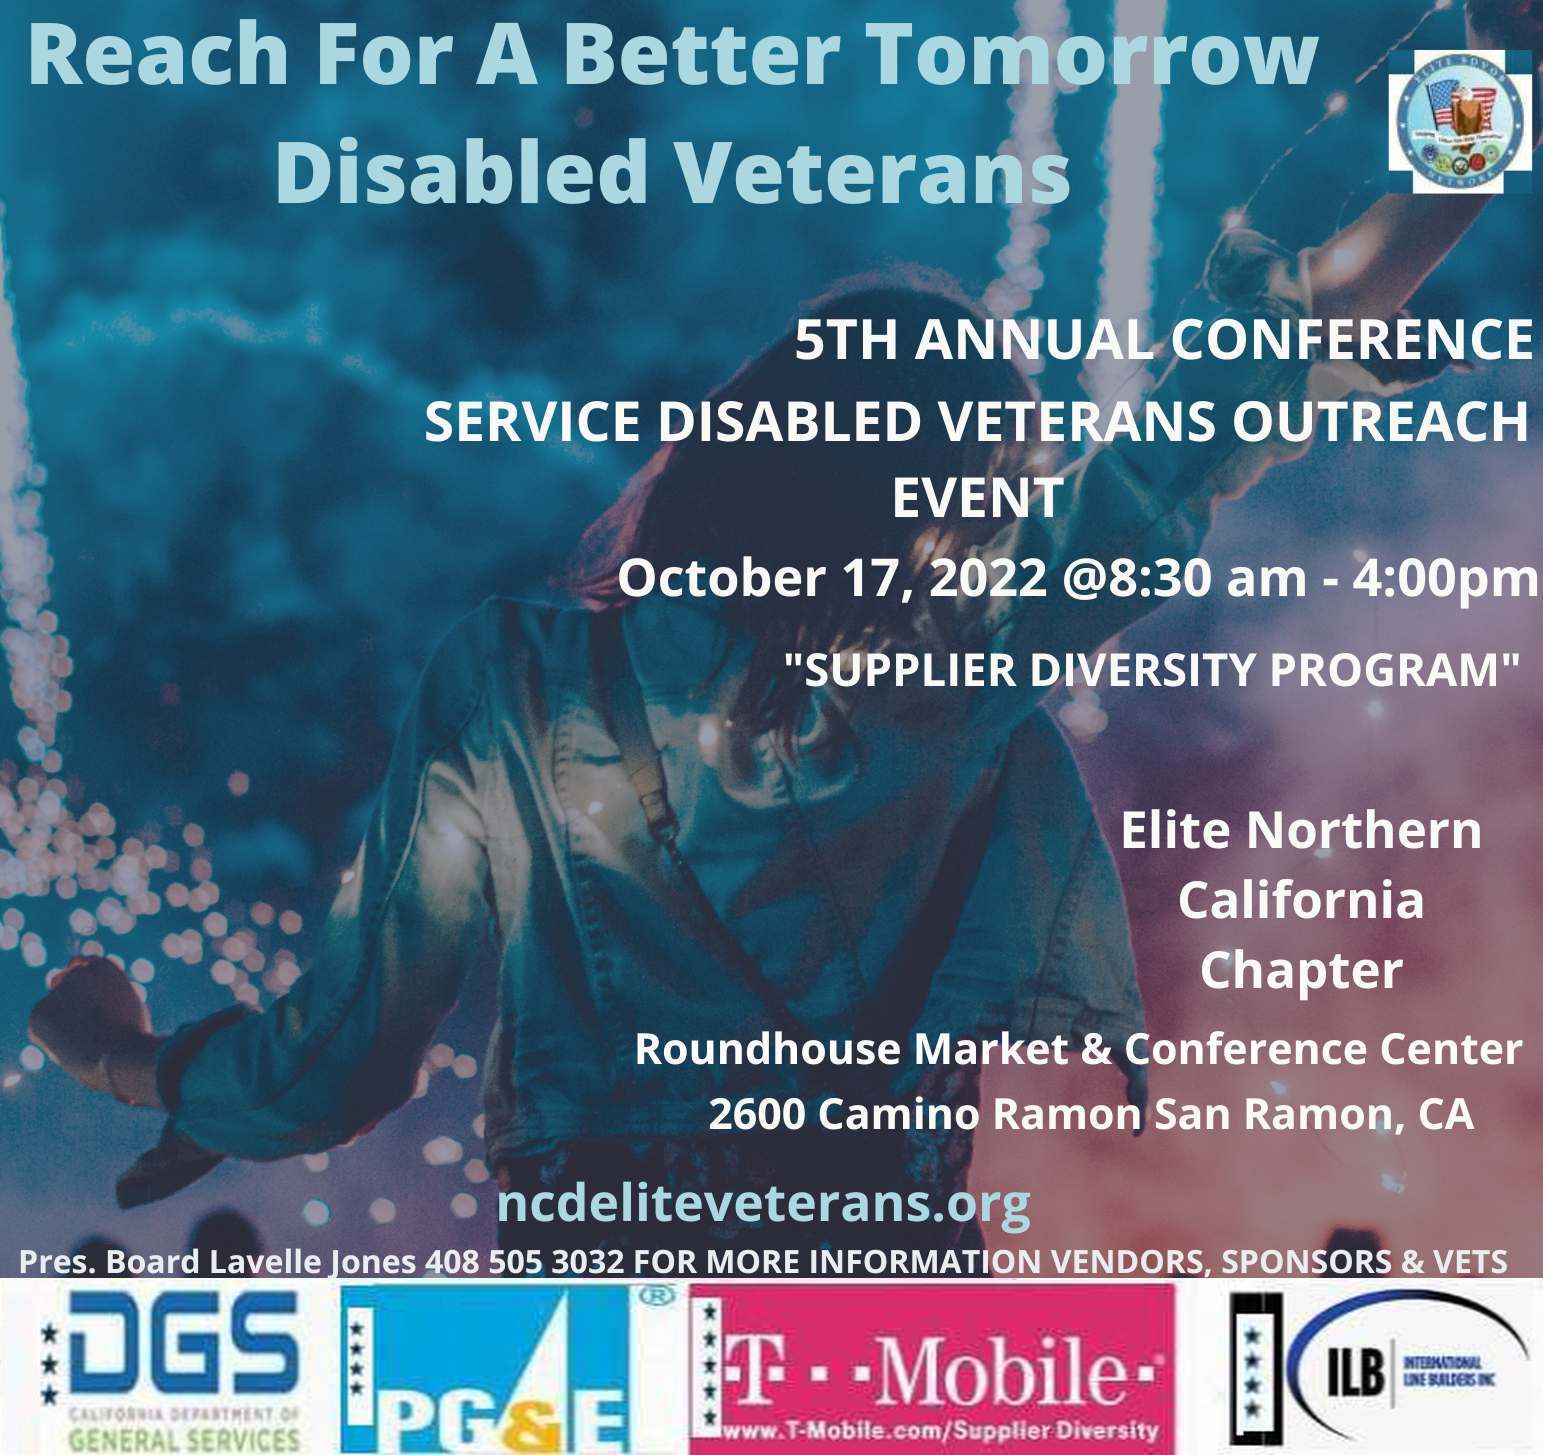 Reach For A Better Tomorrow
Disabled Veterans
ELITE SDVOB
NETWORK
5TH ANNUAL CONFERENCE
SERVICE DISABLED VETERANS OUTREACH
EVENT
October 17, 2022 @8:30 am - 4:00pm
"SUPPLIER DIVERSITY PROGRAM"
Elite Northern
California
Chapter
Roundhouse Market & Conference Center
2600 Camino Ramon San Ramon, CA
ncdeliteveterans.org
Pres. Board Lavelle Jones 408 505 3032 FOR MORE INFORMATION VENDORS, SPONSORS & VETS
DGS
CALIFORNIA DEPARTMENT OF
GENERAL SERVICES
PG&E ®
T··Mobile·
www.T-Mobile.com/Supplier Diversity
ILB
INTERNATIONAL
LINE BUILDERS INC